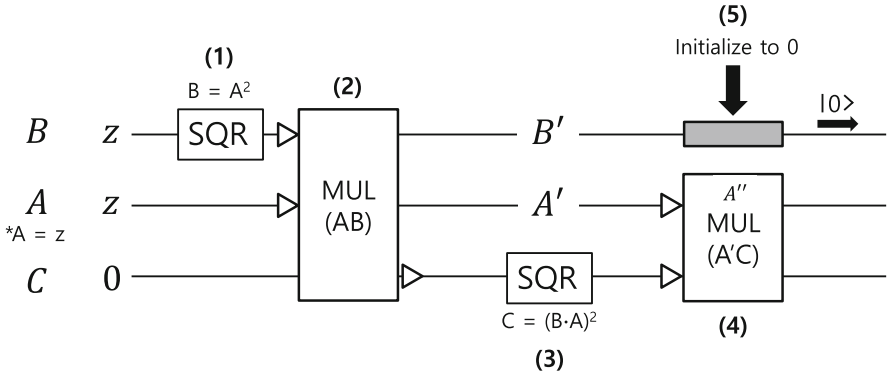 (5)
Initialize to 0
(1)
B = A²
(2)
|0>
B z SQR B′
A z MUL (AB) A′ A″ MUL (A'C)
*A = z
C 0 SQR
C = (B·A)²
(4)
(3)